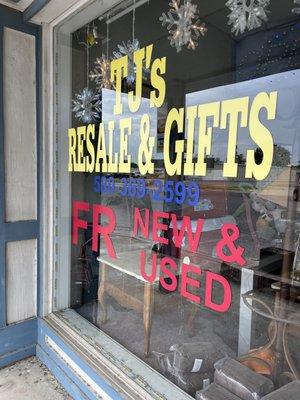 TJ's
RESALE & GIFTS
FR
NEW &
USED